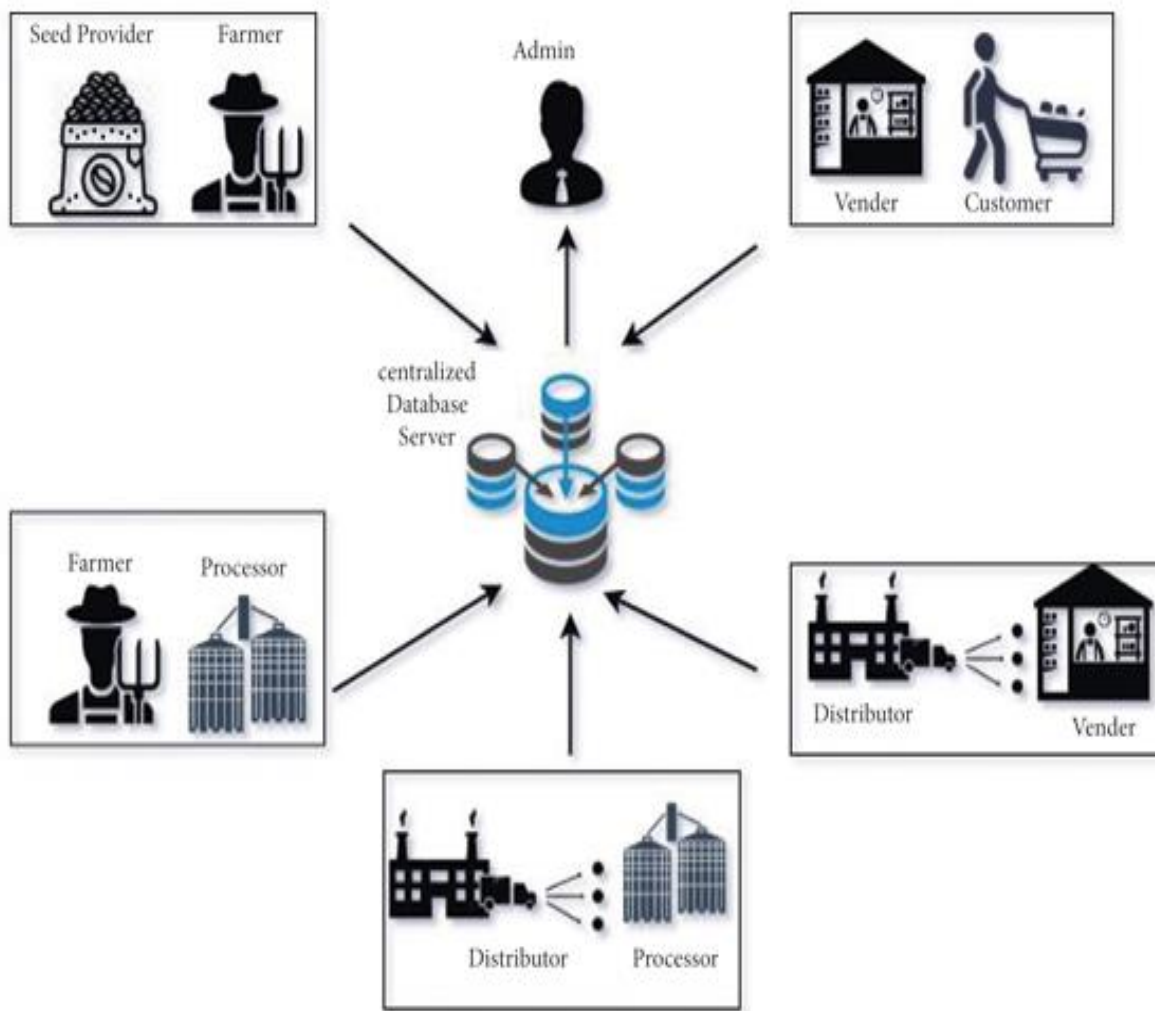 Seed Provider
Farmer
Admin
Vender
Customer
centralized
Database
Server
Farmer
Processor
Distributor
Vender
Distributor
Processor